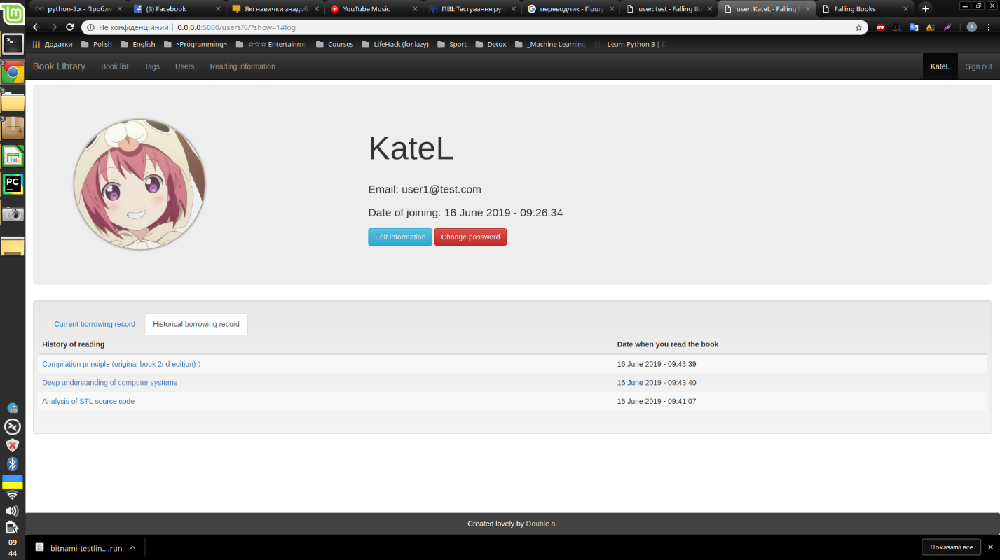 python-3.x - Пробле
(3) Facebook
Які навички знадоб
YouTube Music
ПВІ: Тестування руч
переводчик - Пошу
user: test - Falling Bo
user: KateL - Falling
Falling Books
Не конфіденційний
0.0.0.0:5000/users/6/?show=1#log
ABP
A
Додатки
Polish
English
~Programming~
☆☆☆ Entertainme
Courses
LifeHack (for lazy)
Sport
Detox
_Machine Learning
Learn Python 3 | C
Book Library
Book list
Tags
Users
Reading information
KateL
Sign out
KateL
Email: user1@test.com
Date of joining: 16 June 2019 - 09:26:34
Edit information
Change password
Current borrowing record
Historical borrowing record
History of reading
Date when you read the book
Compilation principle (original book 2nd edition) )
16 June 2019 - 09:43:39
Deep understanding of computer systems
16 June 2019 - 09:43:40
Analysis of STL source code
16 June 2019 - 09:41:07
Created lovely by Double a.
bitnami-testlin....run
Показати все
2
3
3
PC
255
09
44